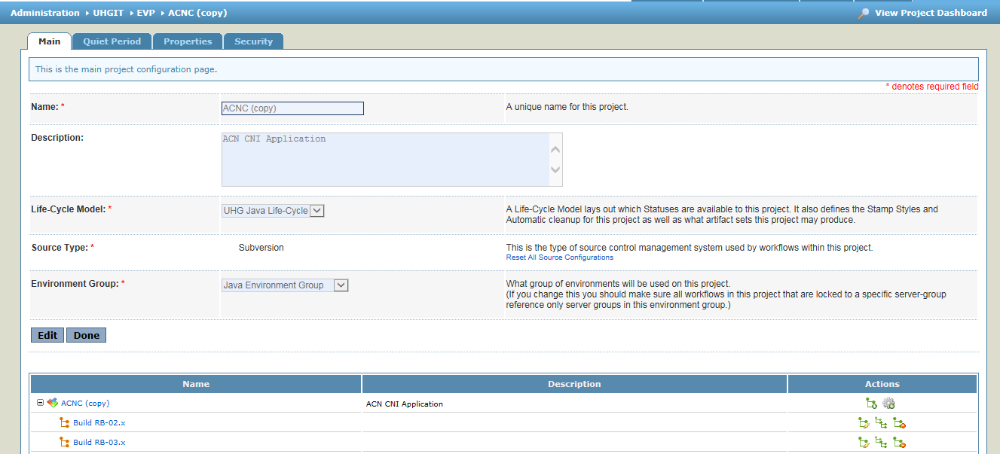 Administration UHGIT EVP ACNC (copy) View Project Dashboard
Main Quiet Period Properties Security
This is the main project configuration page.
* denotes required field
Name: * ACNC (copy) A unique name for this project.
Description: ACN CNI Application
Life-Cycle Model: * UHG Java Life-Cycle A Life-Cycle Model lays out which Statuses are available to this project. It also defines the Stamp Styles and
Automatic cleanup for this project as well as what artifact sets this project may produce.
Source Type: * Subversion This is the type of source control management system used by workflows within this project.
Reset All Source Configurations
Environment Group: * Java Environment Group What group of environments will be used on this project.
(If you change this you should make sure all workflows in this project that are locked to a specific server-group
reference only server groups in this environment group.)
Edit Done
Name Description Actions
ACNC (copy) ACN CNI Application
Build RB-02.x
Build RB-03.x